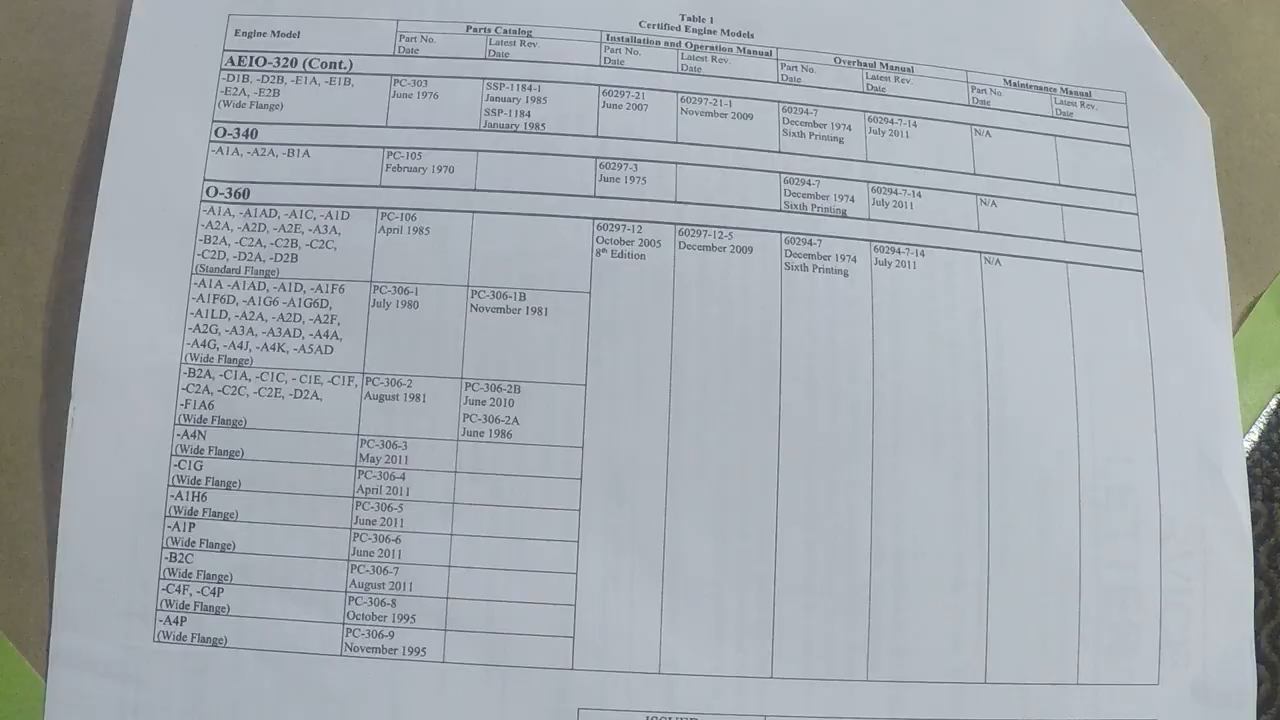 Table 1
Certified Engine Models
Engine Model
Parts Catalog
Part No.
Date
Latest Rev.
Date
Installation and Operation Manual
Part No.
Date
Latest Rev.
Date
Overhaul Manual
Part No.
Date
Latest Rev.
Date
Maintenance Manual
Part No.
Date
Latest Rev.
Date
AEIO-320 (Cont.)
-D1B, -D2B, -E1A, -E1B,
-E2A, -E2B
(Wide Flange)
PC-303
June 1976
SSP-1184-1
January 1985
SSP-1184
January 1985
60297-21
June 2007
60297-21-1
November 2009
60294-7
December 1974
Sixth Printing
60294-7-14
July 2011
N/A
O-340
-A1A, -A2A, -B1A
PC-105
February 1970
60297-3
June 1975
60294-7
December 1974
Sixth Printing
60294-7-14
July 2011
N/A
O-360
-A1A, -A1AD, -A1C, -A1D
-A2A, -A2D, -A2E, -A3A,
-B2A, -C2A, -C2B, -C2C,
-C2D, -D2A, -D2B
(Standard Flange)
PC-106
April 1985
60297-12
October 2005
8th Edition
60297-12-5
December 2009
60294-7
December 1974
Sixth Printing
60294-7-14
July 2011
N/A
-A1A -A1AD, -A1D, -A1F6
-A1F6D, -A1G6 -A1G6D,
-A1LD, -A2A, -A2D, -A2F,
-A2G, -A3A, -A3AD, -A4A,
-A4G, -A4J, -A4K, -A5AD
(Wide Flange)
PC-306-1
July 1980
PC-306-1B
November 1981
-B2A, -C1A, -C1C, - C1E, -C1F,
-C2A, -C2C, -C2E, -D2A,
-F1A6
(Wide Flange)
PC-306-2
August 1981
PC-306-2B
June 2010
PC-306-2A
June 1986
-A4N
(Wide Flange)
PC-306-3
May 2011
-C1G
(Wide Flange)
PC-306-4
April 2011
-A1H6
(Wide Flange)
PC-306-5
June 2011
-A1P
(Wide Flange)
PC-306-6
June 2011
-B2C
(Wide Flange)
PC-306-7
August 2011
-C4F, -C4P
(Wide Flange)
PC-306-8
October 1995
-A4P
(Wide Flange)
PC-306-9
November 1995